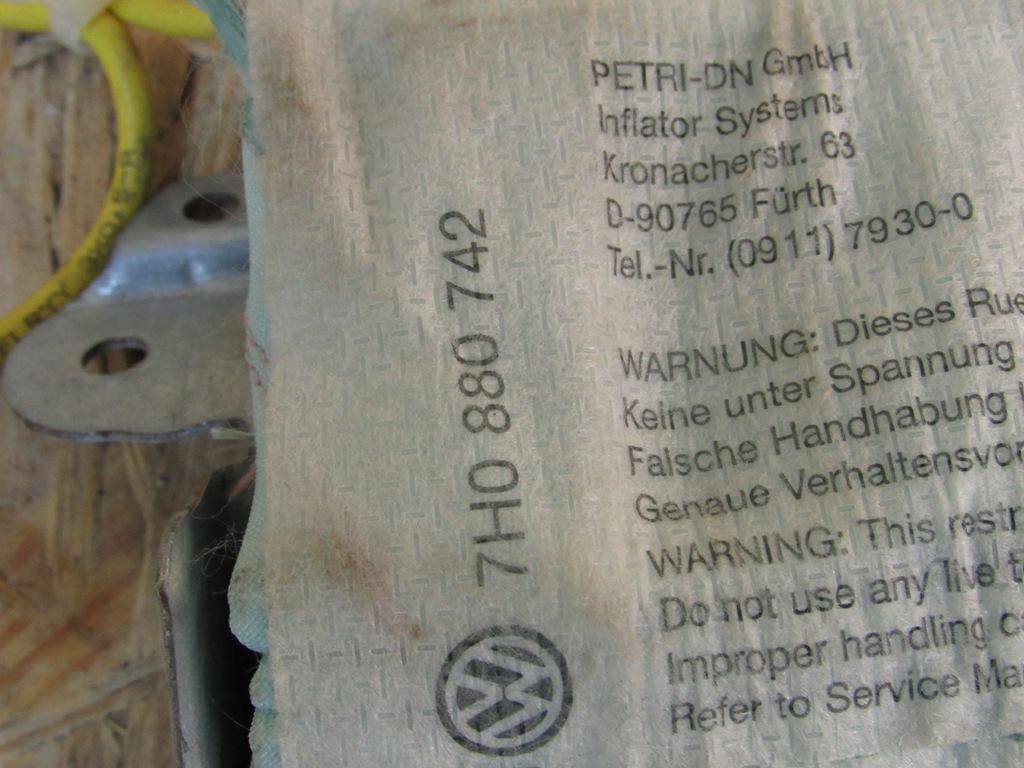 PETRI-DN GmbH
Inflator Systems
Kronacherstr. 63
D-90765 Fürth
Tel.-Nr. (0911) 7930-0
7H0 880 742
WARNUNG: Dieses
Keine unter Spannung
Falsche Handhabung
Genaue
WARNING: This
Do not use any live
Improper handling
Refer to Service